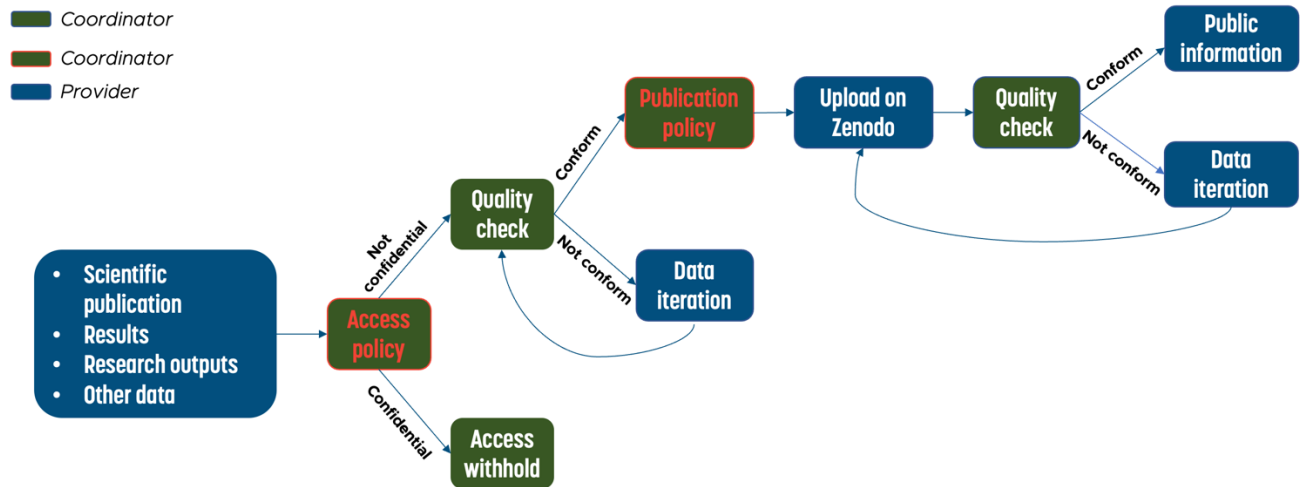 Coordinator
Coordinator
Provider
Scientific
publication
Results
Research outputs
Other data
Access
policy
Not
confidential
Confidential
Access
withhold
Quality
check
Conform
Not conform
Data
iteration
Publication
policy
Upload on
Zenodo
Quality
check
Conform
Not conform
Public
information
Data
iteration